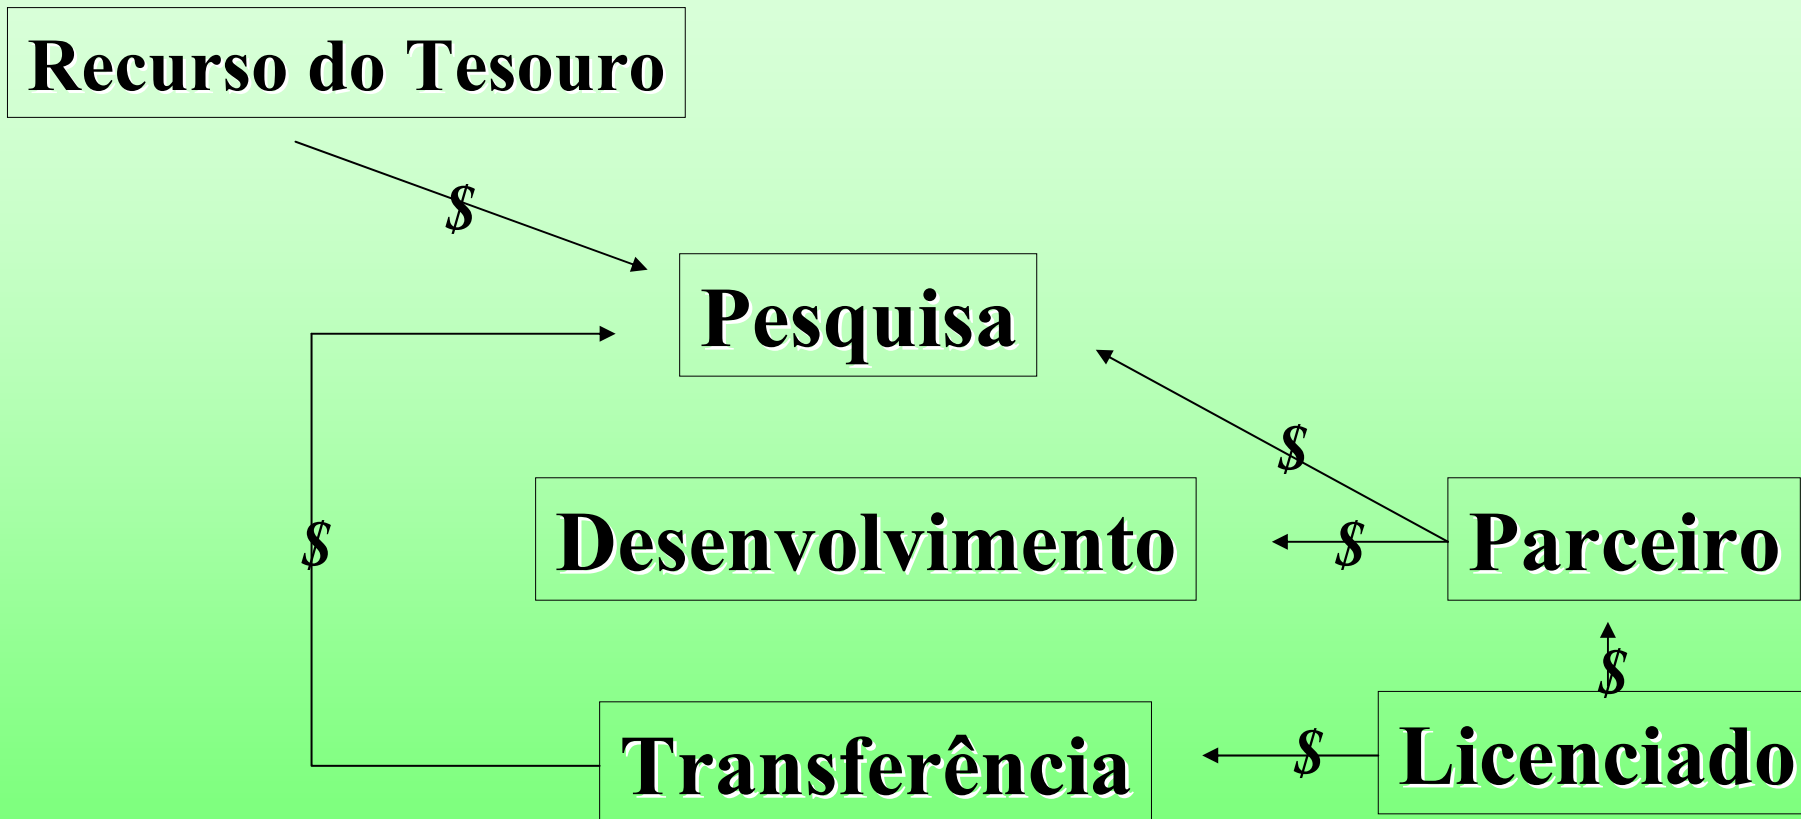 Recurso do Tesouro
$
Pesquisa
$
Desenvolvimento
$
Parceiro
$
$
Transferência
$
Licenciado